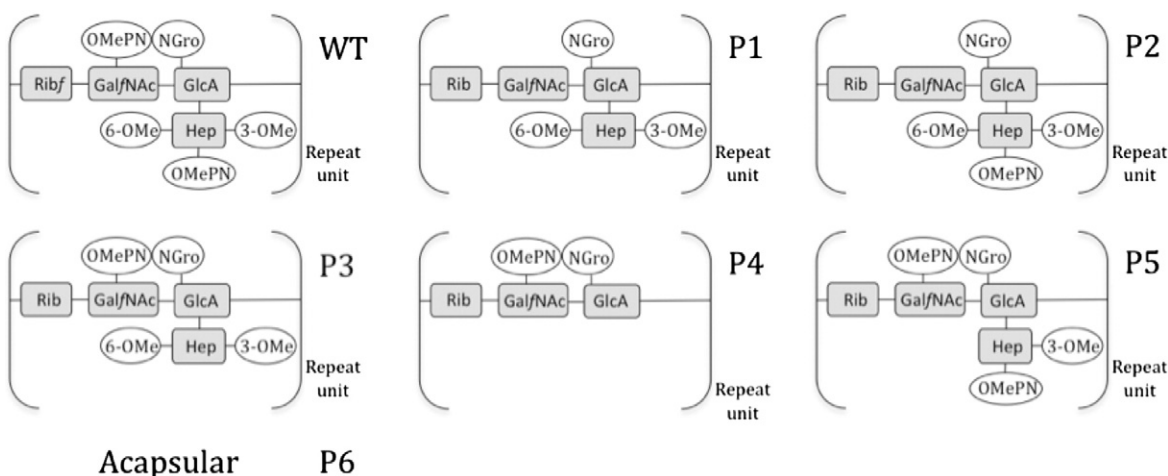 OMePN NGro
WT
Ribf GalfNAc GlcA
6-OMe Hep 3-OMe
OMePN
Repeat
unit
NGro
P1
Rib GalfNAc GlcA
6-OMe Hep 3-OMe
Repeat
unit
NGro
P2
Rib GalfNAc GlcA
6-OMe Hep 3-OMe
OMePN
Repeat
unit
OMePN NGro
P3
Rib GalfNAc GlcA
6-OMe Hep 3-OMe
Repeat
unit
OMePN NGro
P4
Rib GalfNAc GlcA
Repeat
unit
OMePN NGro
P5
Rib GalfNAc GlcA
Hep 3-OMe
OMePN
Repeat
unit
Acapsular P6